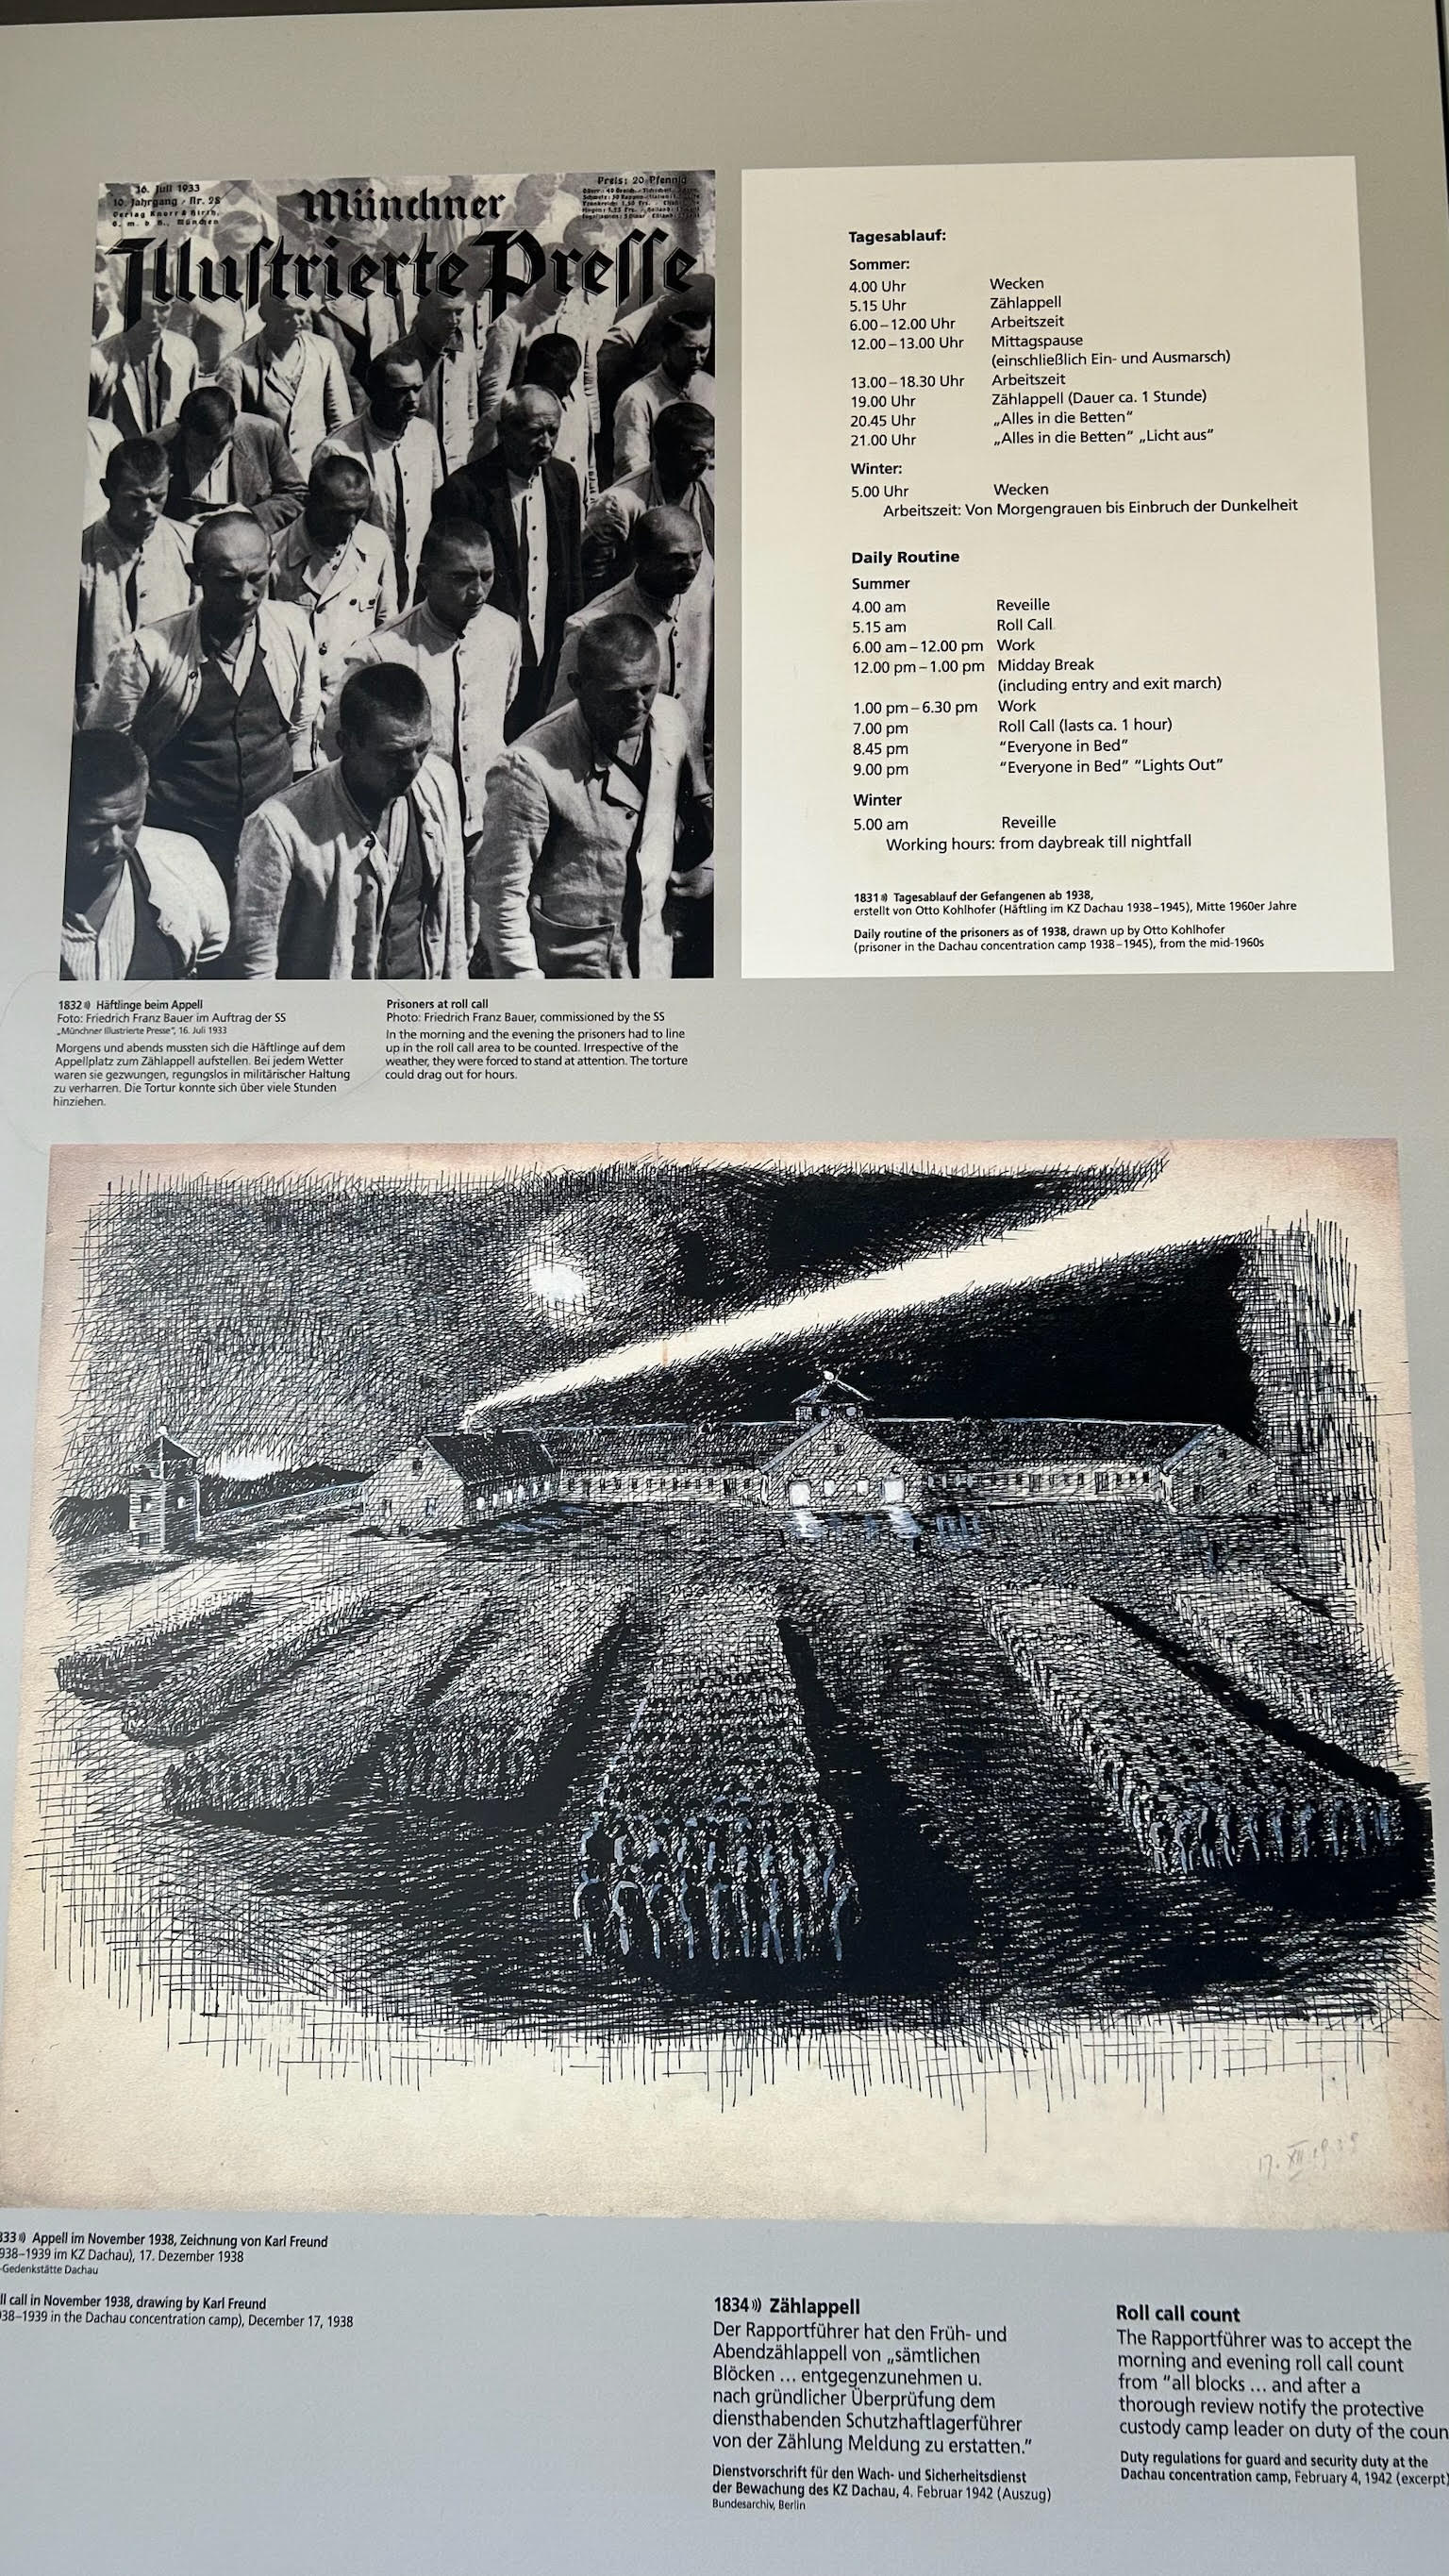 16. Juli 1933
10. Jahrgang / Nr. 28
Verlag Knorr & Hirth,
G. m. b. H., München
Preis: 20 Pfennig
Münchner
Illustrierte Presse
Tagesablauf:
Sommer:
4.00 Uhr Wecken
5.15 Uhr Zählappell
6.00–12.00 Uhr Arbeitszeit
12.00–13.00 Uhr Mittagspause
(einschließlich Ein- und Ausmarsch)
13.00–18.30 Uhr Arbeitszeit
19.00 Uhr Zählappell (Dauer ca. 1 Stunde)
20.45 Uhr „Alles in die Betten“
21.00 Uhr „Alles in die Betten“ „Licht aus“
Winter:
5.00 Uhr Wecken
Arbeitszeit: Von Morgengrauen bis Einbruch der Dunkelheit
Daily Routine
Summer
4.00 am Reveille
5.15 am Roll Call
6.00 am–12.00 pm Work
12.00 pm–1.00 pm Midday Break
(including entry and exit march)
1.00 pm–6.30 pm Work
7.00 pm Roll Call (lasts ca. 1 hour)
8.45 pm “Everyone in Bed”
9.00 pm “Everyone in Bed” “Lights Out”
Winter
5.00 am Reveille
Working hours: from daybreak till nightfall
1831 Tagesablauf der Gefangenen ab 1938,
erstellt von Otto Kohlhofer (Häftling im KZ Dachau 1938–1945), Mitte 1960er Jahre
Daily routine of the prisoners as of 1938, drawn up by Otto Kohlhofer
(prisoner in the Dachau concentration camp 1938–1945), from the mid-1960s
1832 Häftlinge beim Appell
Foto: Friedrich Franz Bauer im Auftrag der SS
„Münchner Illustrierte Presse“, 16. Juli 1933
Morgens und abends mussten sich die Häftlinge auf dem
Appellplatz zum Zählappell aufstellen. Bei jedem Wetter
waren sie gezwungen, regungslos in militärischer Haltung
zu verharren. Die Tortur konnte sich über viele Stunden
hinziehen.
Prisoners at roll call
Photo: Friedrich Franz Bauer, commissioned by the SS
In the morning and the evening the prisoners had to line
up in the roll call area to be counted. Irrespective of the
weather, they were forced to stand at attention. The torture
could drag out for hours.
17. XII 1939
833 Appell im November 1938, Zeichnung von Karl Freund
938–1939 im KZ Dachau), 17. Dezember 1938
-Gedenkstätte Dachau
ll call in November 1938, drawing by Karl Freund
938–1939 in the Dachau concentration camp), December 17, 1938
1834 Zählappell
Der Rapportführer hat den Früh- und
Abendzählappell von „sämtlichen
Blöcken ... entgegenzunehmen u.
nach gründlicher Überprüfung dem
diensthabenden Schutzhaftlagerführer
von der Zählung Meldung zu erstatten.“
Dienstvorschrift für den Wach- und Sicherheitsdienst
der Bewachung des KZ Dachau, 4. Februar 1942 (Auszug)
Bundesarchiv, Berlin
Roll call count
The Rapportführer was to accept the
morning and evening roll call count
from “all blocks ... and after a
thorough review notify the protective
custody camp leader on duty of the coun
Duty regulations for guard and security duty at the
Dachau concentration camp, February 4, 1942 (excerpt)